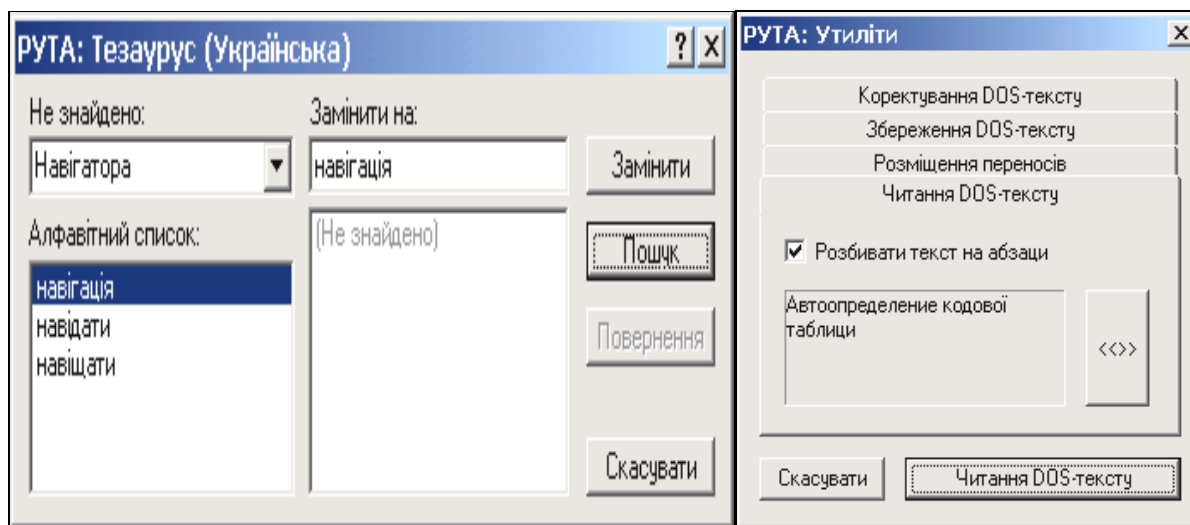 РУТА: Тезаурус (Українська)
Не знайдено:
Замінити на:
Навігатора
навігація
Замінити
Алфавітний список:
(Не знайдено)
Пошук
навігація
навідати
навіщати
Повернення
Скасувати
РУТА: Утиліти
Коректування DOS-тексту
Збереження DOS-тексту
Розміщення переносів
Читання DOS-тексту
Розбивати текст на абзаци
Автоопределение кодової
таблиці
<<>>
Скасувати
Читання DOS-тексту